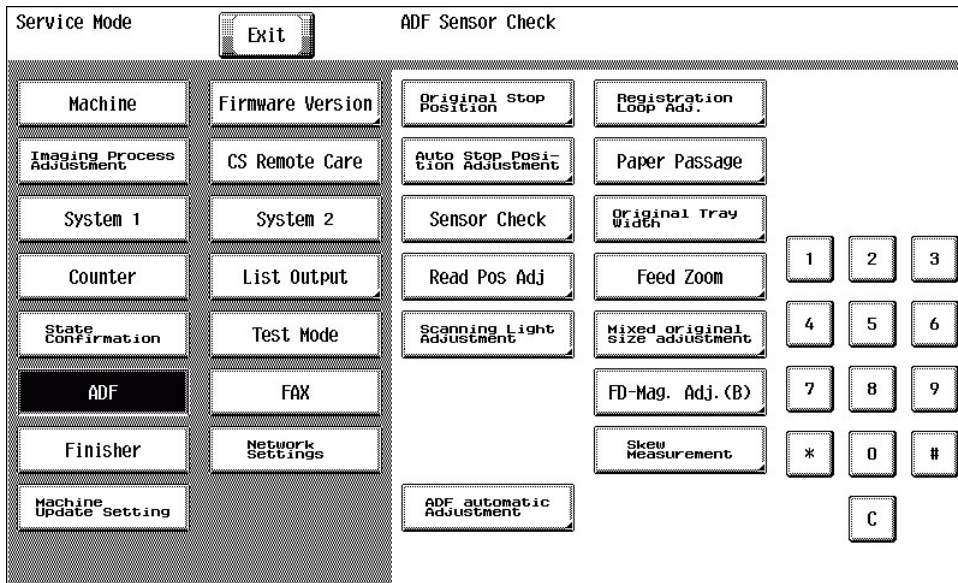 Service Mode
Exit
ADF Sensor Check
Machine
Firmware Version
Original Stop
Position
Registration
Loop Adj.
Imaging Process
Adjustment
CS Remote Care
Auto Stop Posi-
tion Adjustment
Paper Passage
System 1
System 2
Sensor Check
Original Tray
Width
Counter
List Output
Read Pos Adj
Feed Zoom
1
2
3
State
Confirmation
Test Mode
Scanning Light
Adjustment
Mixed original
size adjustment
4
5
6
ADF
FAX
FD-Mag. Adj.(B)
7
8
9
Finisher
Network
Settings
Skew
Measurement
*
0
#
Machine
Update Setting
ADF automatic
Adjustment
C